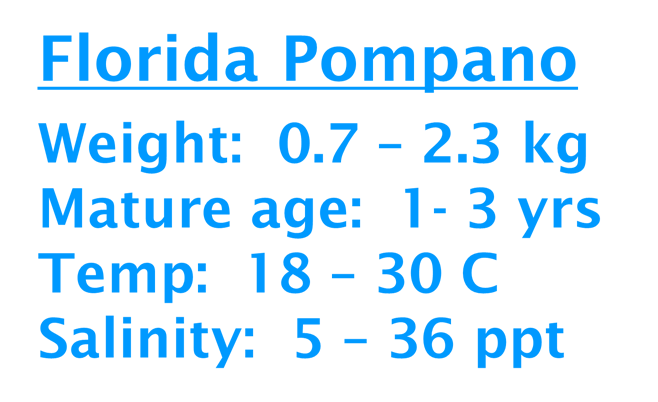 Florida Pompano
Weight: 0.7 – 2.3 kg
Mature age: 1- 3 yrs
Temp: 18 – 30 C
Salinity: 5 – 36 ppt